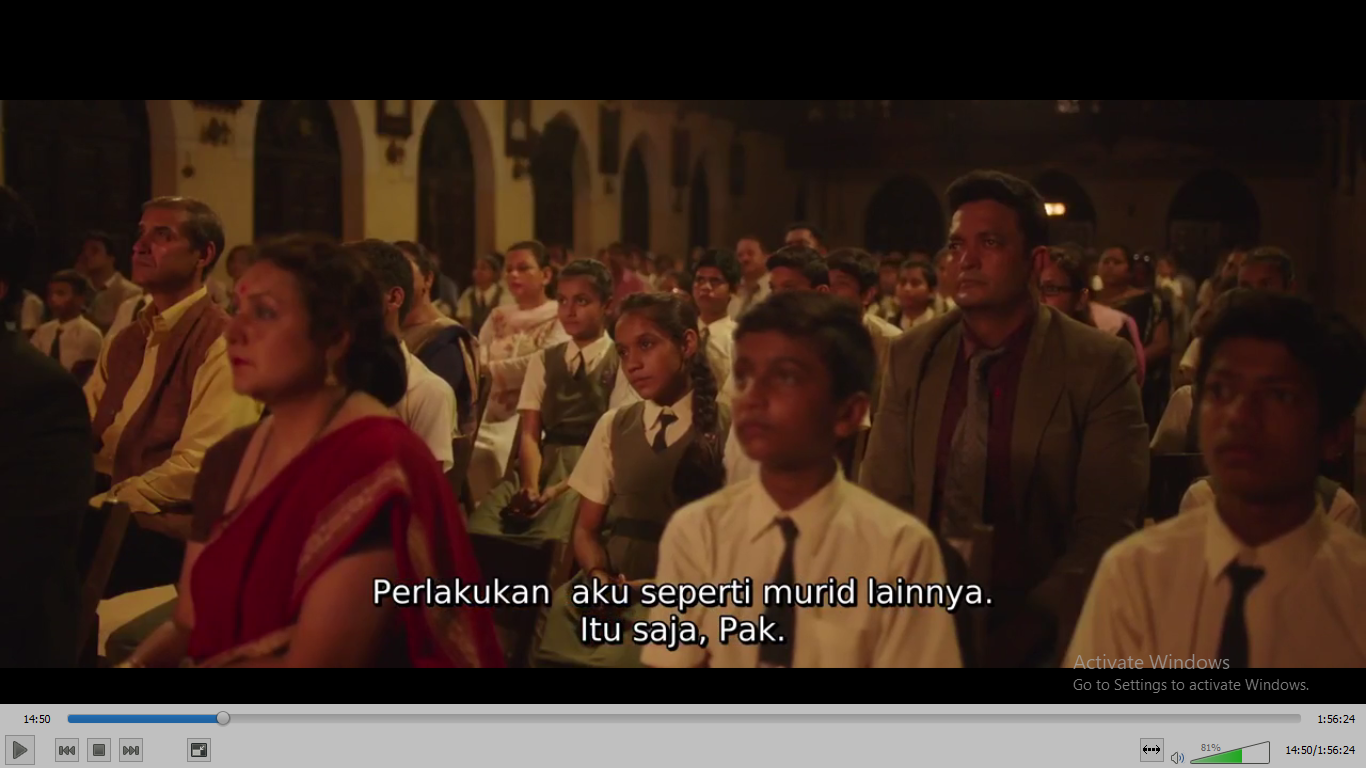 Perlakukan  aku seperti murid lainnya.
Itu saja, Pak.
Activate Windows
Go to Settings to activate Windows.
14:50
1:56:24
81%
14:50/1:56:24